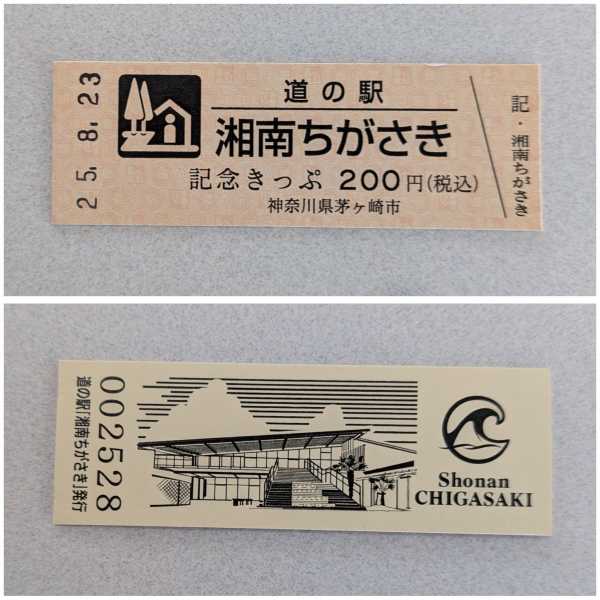 25.8.23
道の駅
湘南ちがさき
記念きっぷ 200円(税込)
神奈川県茅ヶ崎市
記・湘南ちがさき
道の駅「湘南ちがさき」発行
002528
Shonan
CHIGASAKI